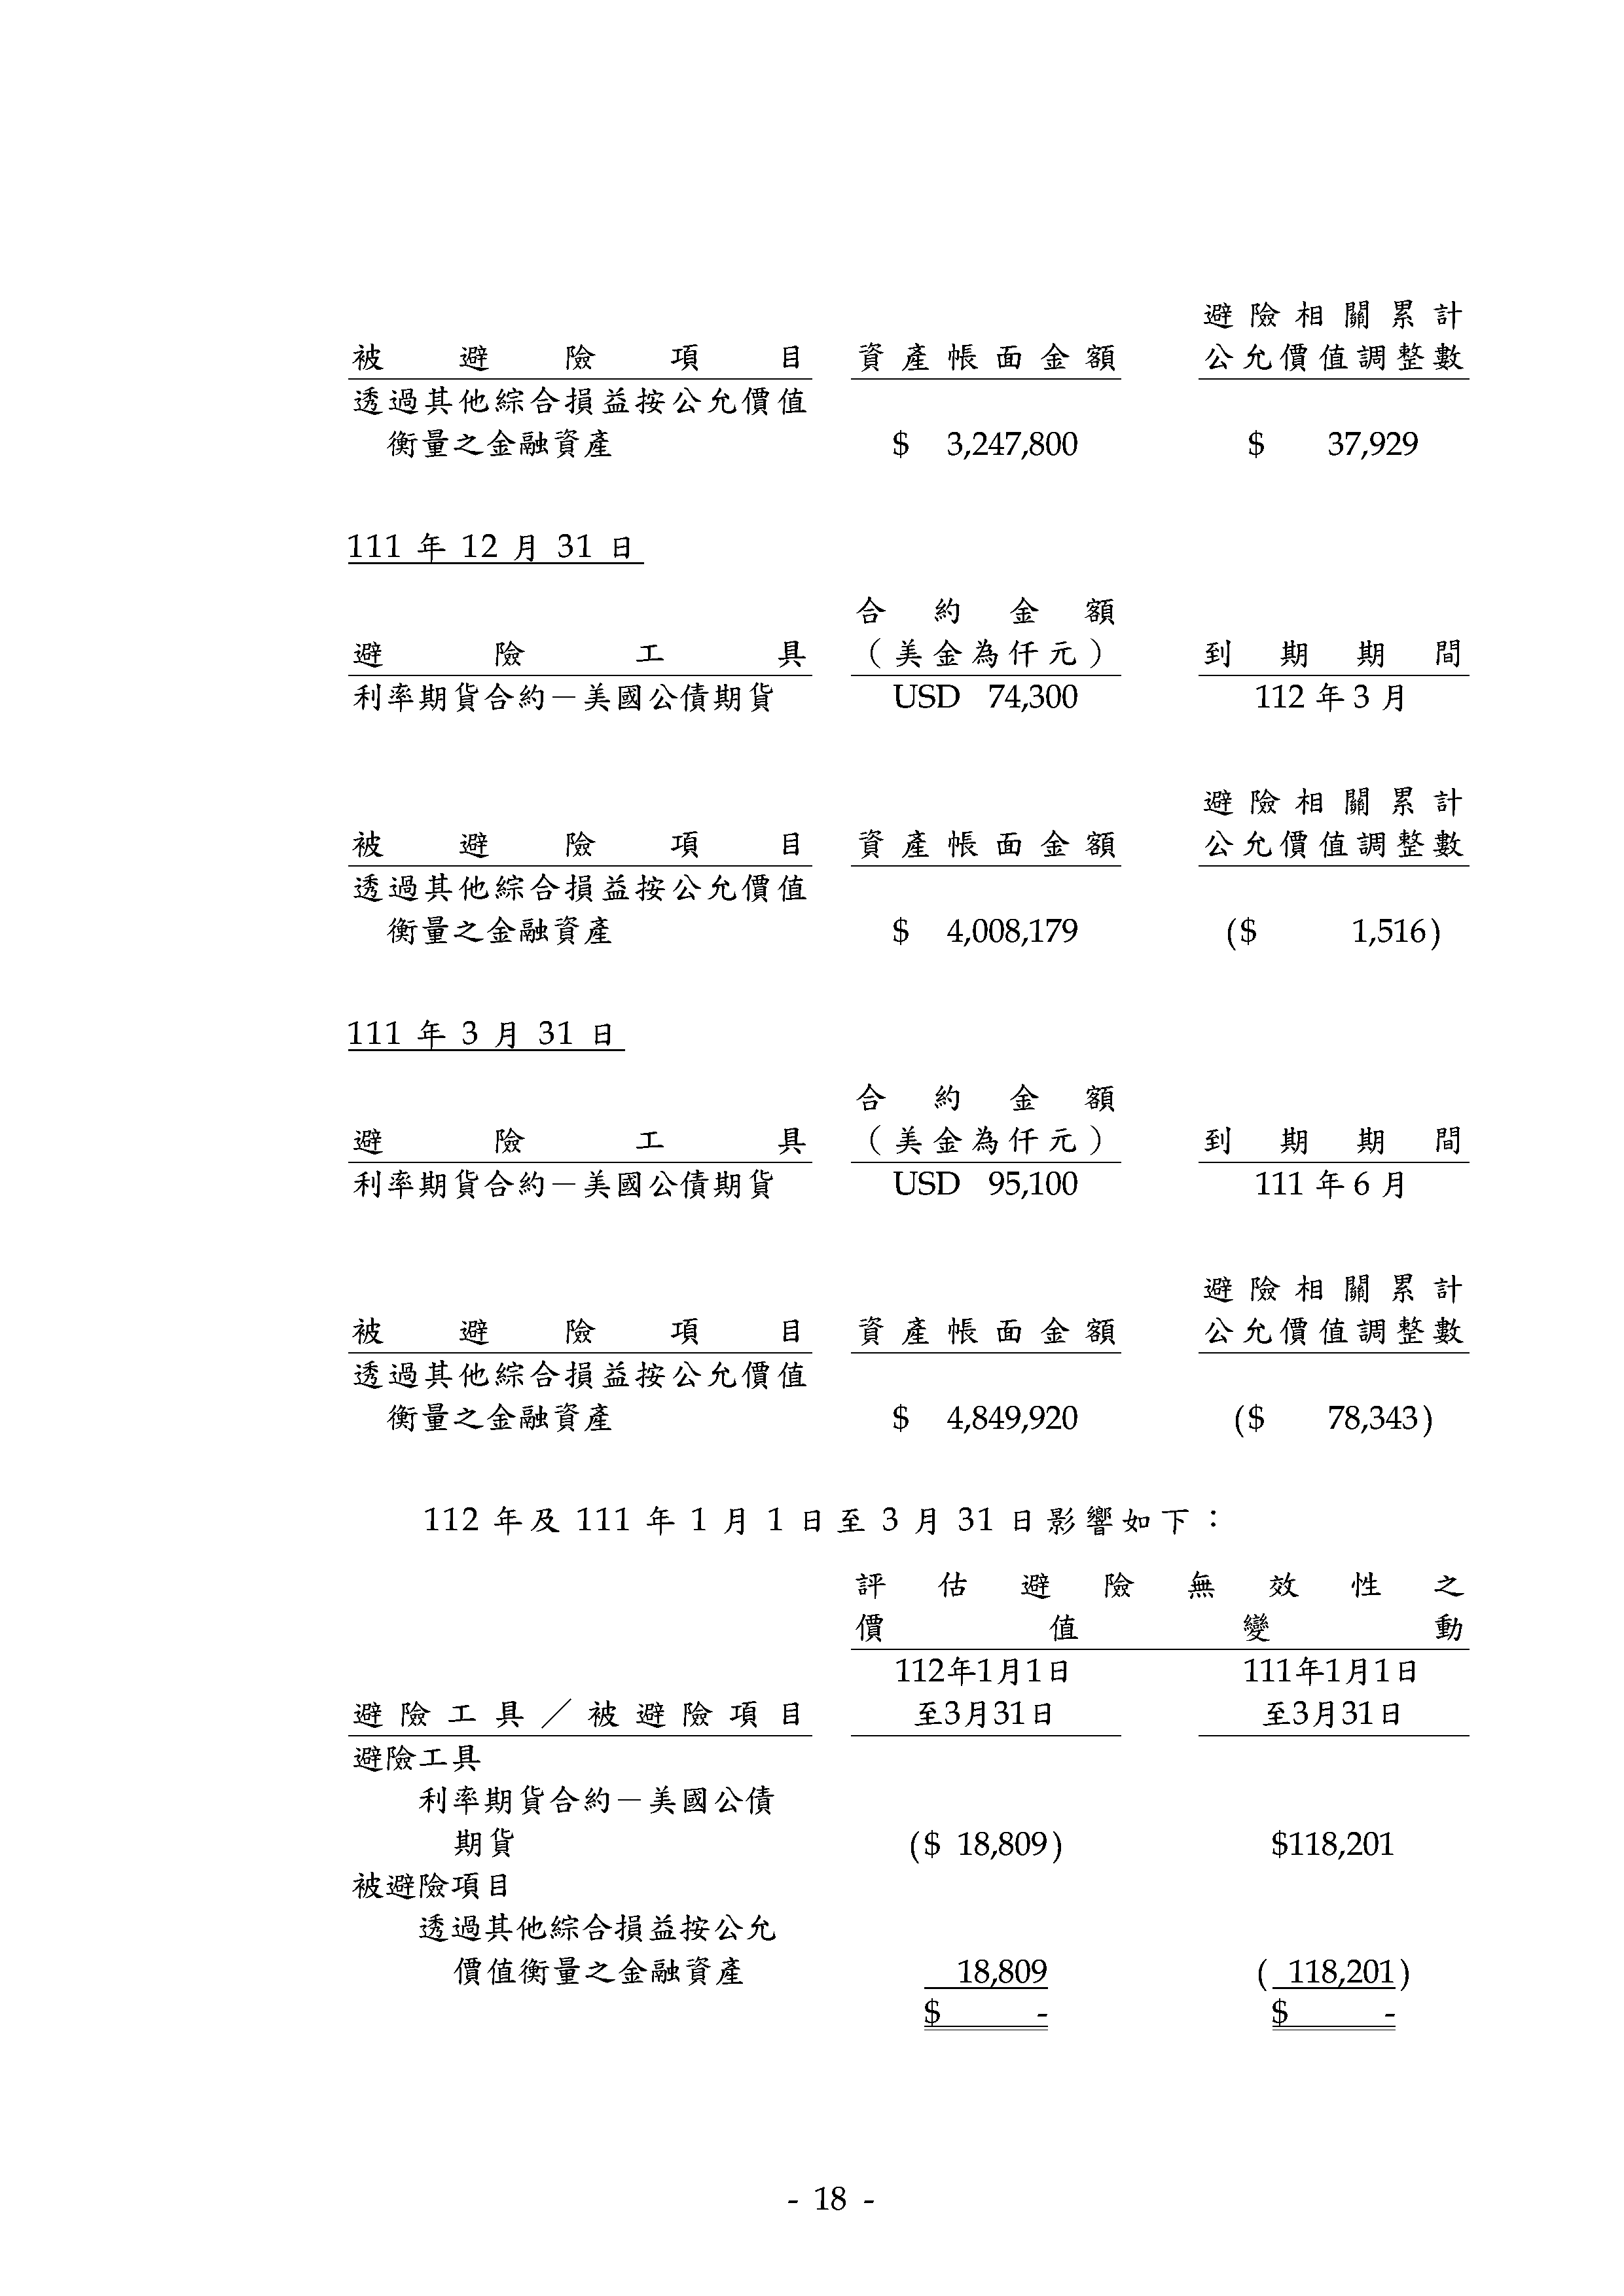 避險相關累計
被避險項目 資產帳面金額 公允價值調整數
透過其他綜合損益按公允價值
衡量之金融資產 $ 3,247,800 $ 37,929
111 年 12 月 31 日
合約金額
避險工具 （美金為仟元） 到期期間
利率期貨合約－美國公債期貨 USD 74,300 112 年 3 月
避險相關累計
被避險項目 資產帳面金額 公允價值調整數
透過其他綜合損益按公允價值
衡量之金融資產 $ 4,008,179 ($ 1,516)
111 年 3 月 31 日
合約金額
避險工具 （美金為仟元） 到期期間
利率期貨合約－美國公債期貨 USD 95,100 111 年 6 月
避險相關累計
被避險項目 資產帳面金額 公允價值調整數
透過其他綜合損益按公允價值
衡量之金融資產 $ 4,849,920 ($ 78,343)
112 年及 111 年 1 月 1 日至 3 月 31 日影響如下：
評估避險無效性之
價值變動
112年1月1日 111年1月1日
避險工具／被避險項目 至3月31日 至3月31日
避險工具
利率期貨合約－美國公債
期貨 ($ 18,809) $118,201
被避險項目
透過其他綜合損益按公允
價值衡量之金融資產 18,809 ( 118,201)
$ - $ -
- 18 -